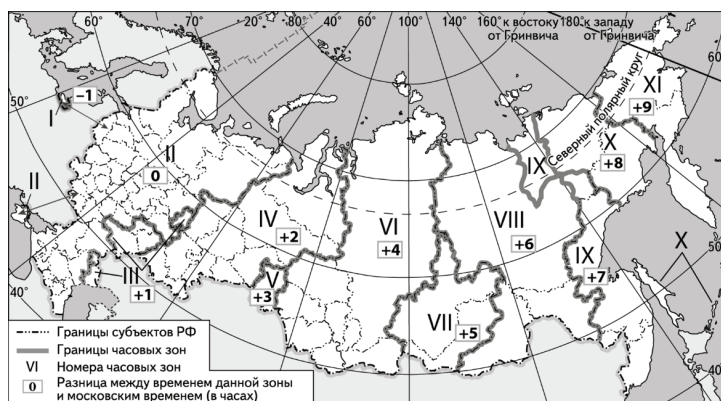 60° 70° 20° 80° 100° 140° 160° к востоку 180° к западу
от Гринвича от Гринвича
60°
50°
50°
40°
40°
Северный полярный круг
I
−1
II
II
0
III
+1
IV
+2
V
+3
VI
+4
VII
+5
VIII
+6
IX
IX
+7
X
+8
X
XI
+9
Границы субъектов РФ
Границы часовых зон
VI Номера часовых зон
0 Разница между временем данной зоны
и московским временем (в часах)